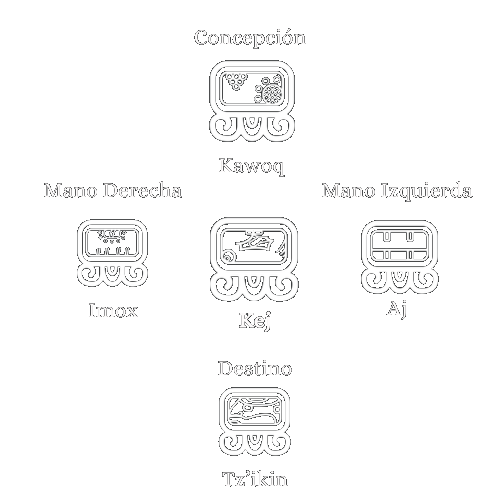 Concepción
Kawoq
Mano Derecha
Mano Izquierda
Imox
Kej'
Aj
Destino
Tz'ikin